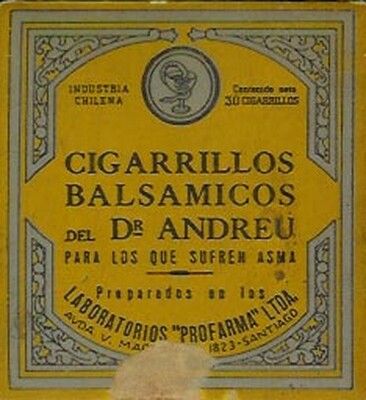 INDUSTRIA
CHILENA
Contenido neto
30 CIGARRILLOS
CIGARRILLOS
BALSAMICOS
DEL DR ANDREU
PARA LOS QUE SUFREN ASMA
Preparados en los
LABORATORIOS "PROFARMA" LTDA.
AVDA V. 1823-SANTIAGO